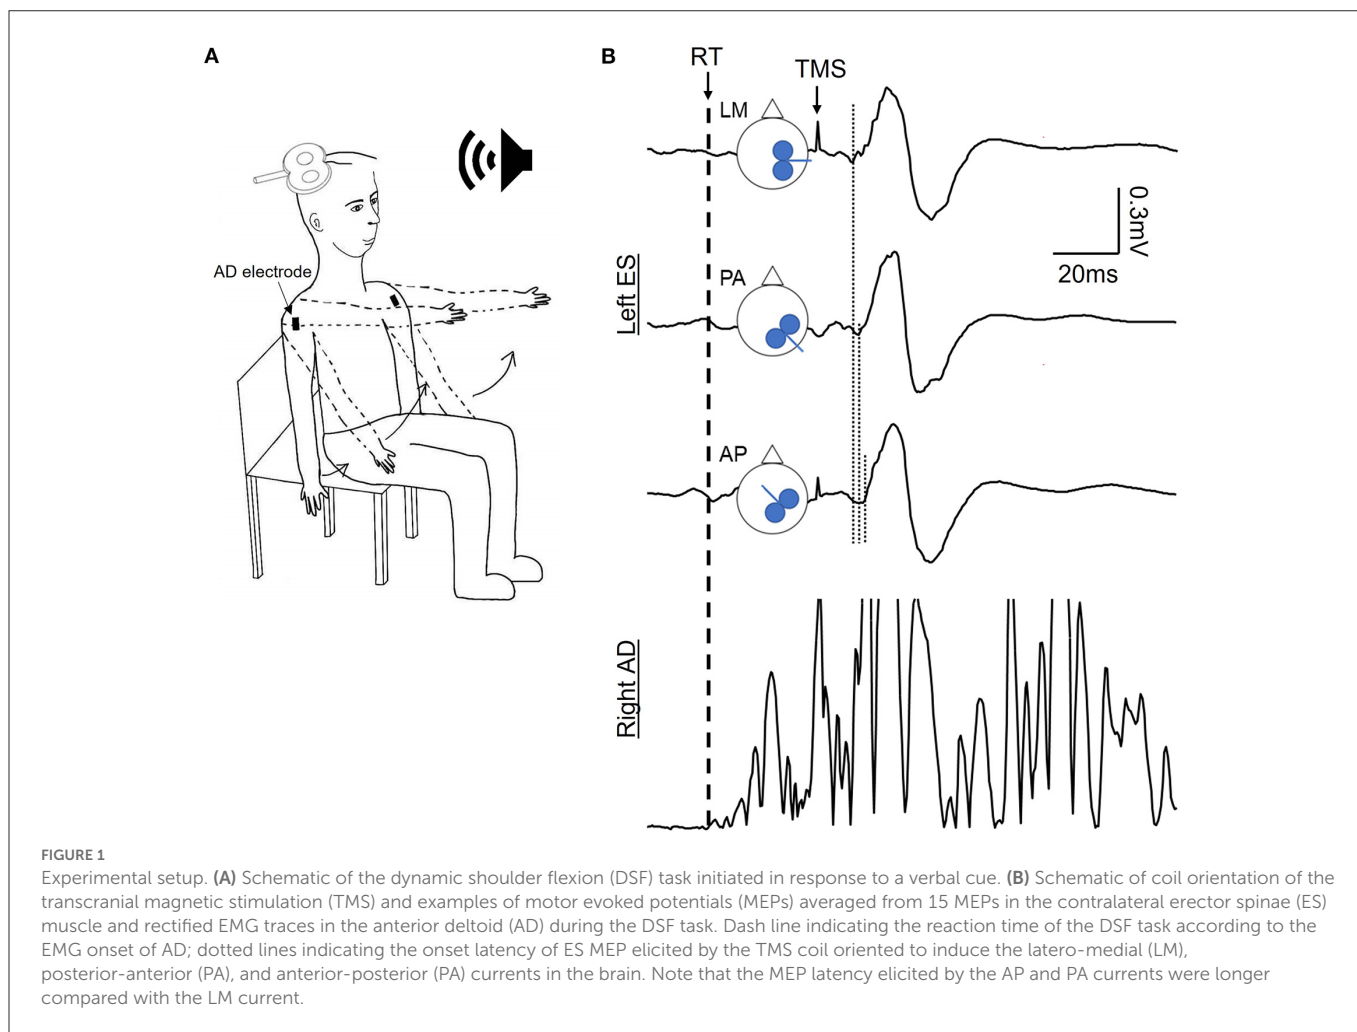 A
AD electrode
B
RT
TMS
LM
PA
AP
Left ES
0.3mV
20ms
Right AD
FIGURE 1
Experimental setup. (A) Schematic of the dynamic shoulder flexion (DSF) task initiated in response to a verbal cue. (B) Schematic of coil orientation of the
transcranial magnetic stimulation (TMS) and examples of motor evoked potentials (MEPs) averaged from 15 MEPs in the contralateral erector spinae (ES)
muscle and rectified EMG traces in the anterior deltoid (AD) during the DSF task. Dash line indicating the reaction time of the DSF task according to the
EMG onset of AD; dotted lines indicating the onset latency of ES MEP elicited by the TMS coil oriented to induce the latero-medial (LM),
posterior-anterior (PA), and anterior-posterior (PA) currents in the brain. Note that the MEP latency elicited by the AP and PA currents were longer
compared with the LM current.